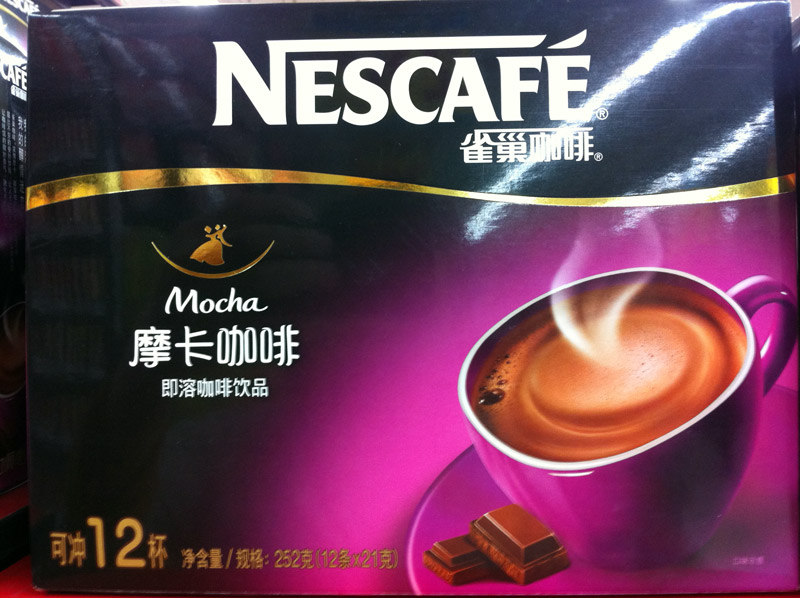 NESCAFÉ®
雀巢咖啡®
Mocha
摩卡咖啡
即溶咖啡饮品
可冲12杯
净含量/规格:252克(12条x21克)